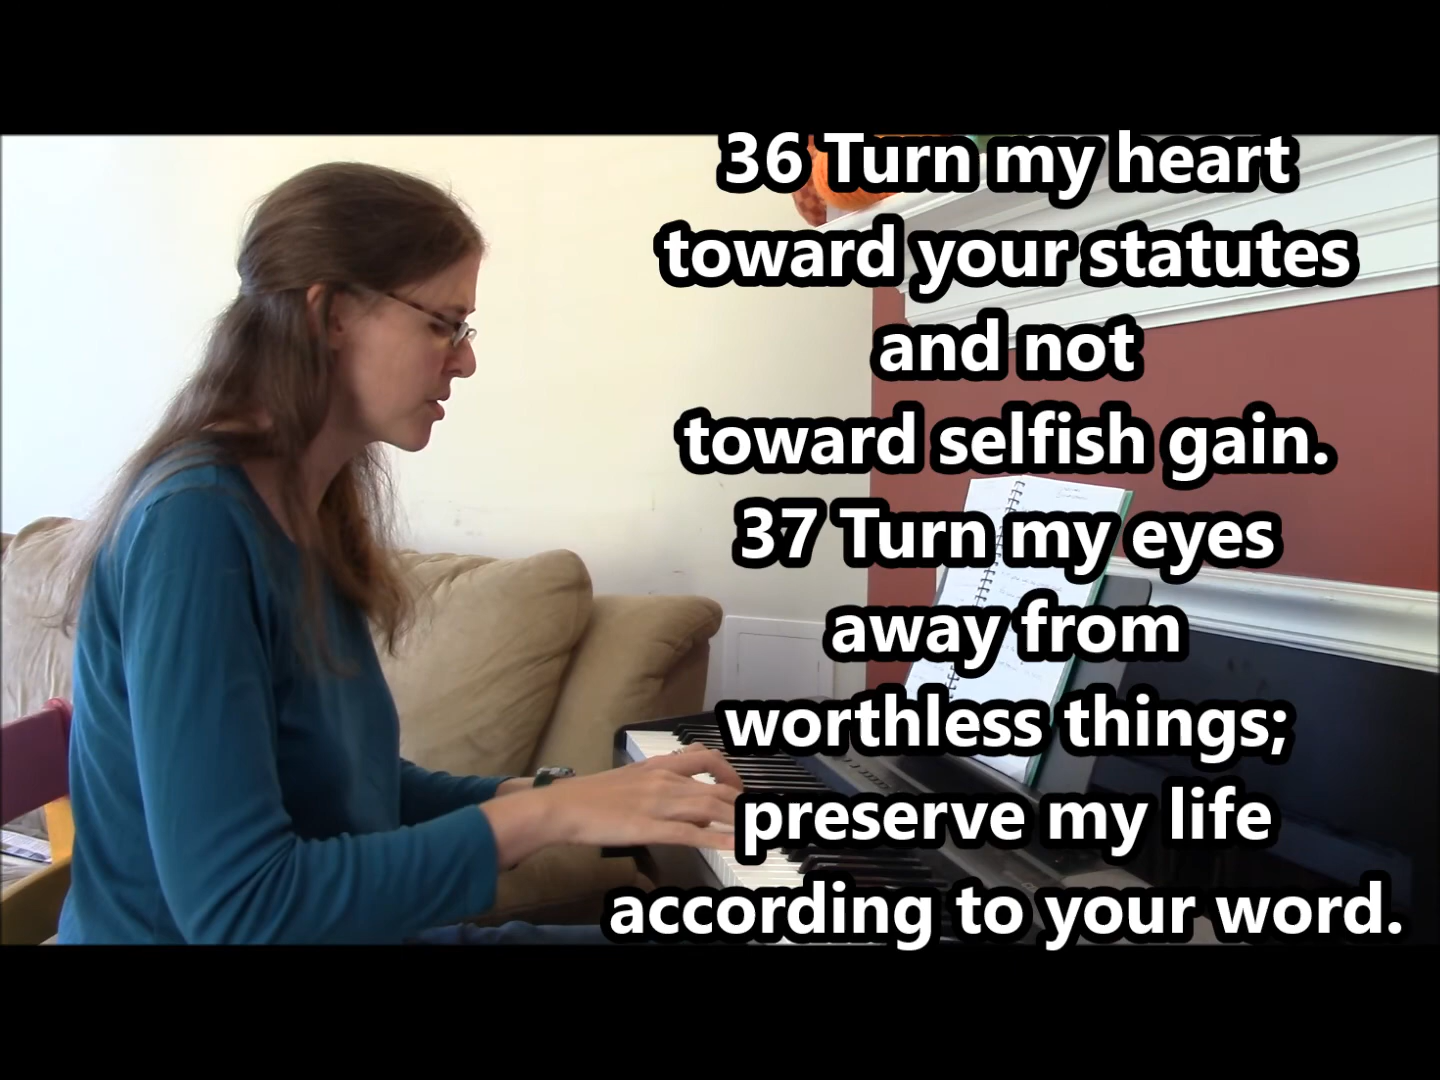 36 Turn my heart
toward your statutes
and not
toward selfish gain.
37 Turn my eyes
away from
worthless things;
preserve my life
according to your word.